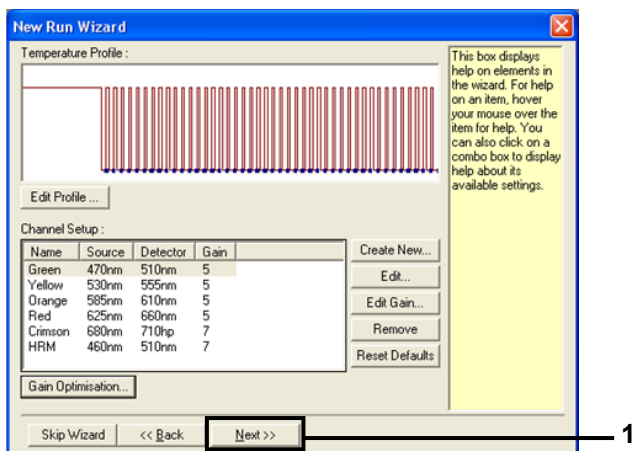 New Run Wizard
Temperature Profile :
This box displays
help on elements in
the wizard. For help
on an item, hover
your mouse over the
item for help. You
can also click on a
combo box to display
help about its
available settings.
Edit Profile ...
Channel Setup :
Name Source Detector Gain
Green 470nm 510nm 5
Yellow 530nm 555nm 5
Orange 585nm 610nm 5
Red 625nm 660nm 5
Crimson 680nm 710hp 7
HRM 460nm 510nm 7
Create New...
Edit...
Edit Gain...
Remove
Reset Defaults
Gain Optimisation...
Skip Wizard << Back Next >> 1